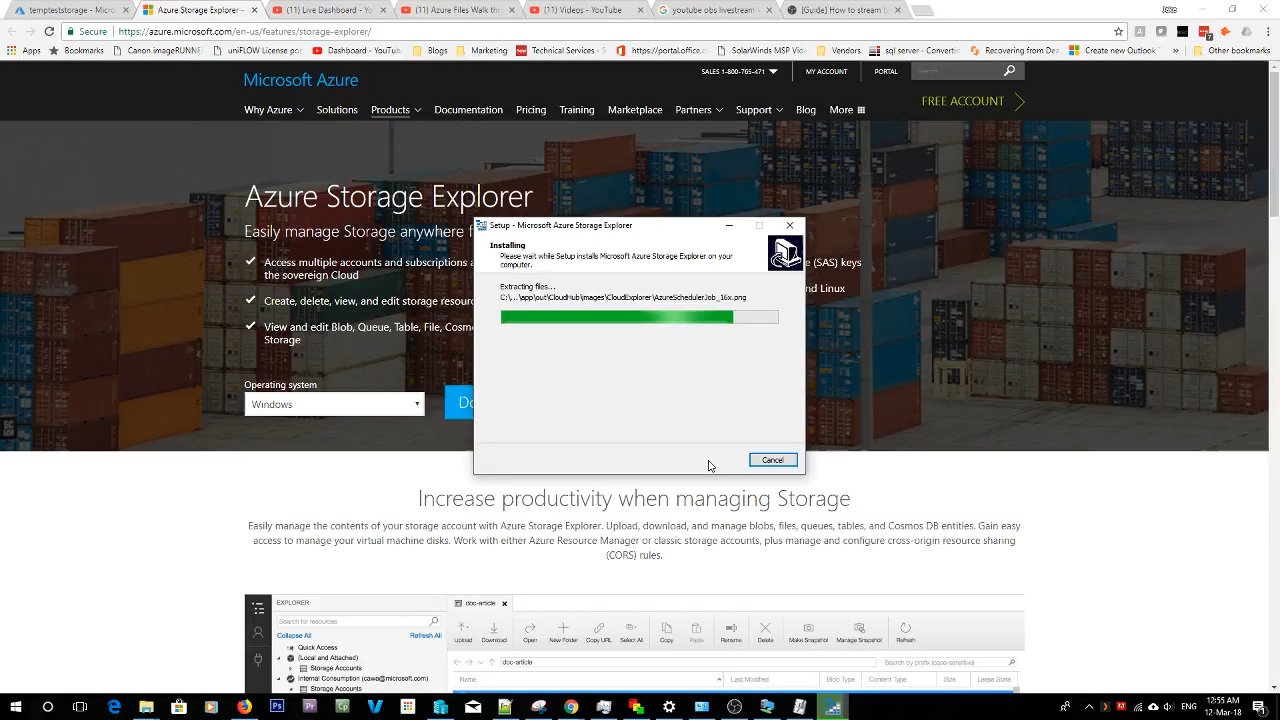 tempteststorage - Micros
Azure Storage Explorer –
(11) Live Dashboard - Yo
(11) Azure Files With th
(11) Videos - YouTube
youtube obs livestream
[Guide] How to stream t
Secure
https://azure.microsoft.com/en-us/features/storage-explorer/
Apps
Bookmarks
Canon imageRUNNE
uniFLOW current rel
Dashboard - YouTub
Blogs
Nurturing
Technical Services -
https://portal.office.c
SolarWinds MSP
Vendors
sql server - Convert
Recovering from De
Create new Outlook
Other bookmarks
Microsoft Azure
SALES 1-800-765-471
MY ACCOUNT
PORTAL
Search
Why Azure
Solutions
Products
Documentation
Pricing
Training
Marketplace
Partners
Support
Blog
More
FREE ACCOUNT
Azure Storage Explorer
Easily manage Storage anywhere f
Access multiple accounts and subscriptions a
the sovereign Cloud
Create, delete, view, and edit storage resourc
View and edit Blob, Queue, Table, File, Cosm
Storage
e (SAS) keys
nd Linux
Operating system
Windows
Do
Setup - Microsoft Azure Storage Explorer
Installing
Please wait while Setup installs Microsoft Azure Storage Explorer on your
computer.
Extracting files...
C:\...\app\out\CloudHub\images\CloudExplorer\AzureSchedulerJob_16x.png
Cancel
Increase productivity when managing Storage
Easily manage the contents of your storage account with Azure Storage Explorer. Upload, download, and manage blobs, files, queues, tables, and Cosmos DB entities. Gain easy
access to manage your virtual machine disks. Work with either Azure Resource Manager or classic storage accounts, plus manage and configure cross-origin resource sharing
(CORS) rules.
EXPLORER
Search for resources
Collapse All
Refresh All
Quick Access
(Local and Attached)
Storage Accounts
Internal Consumption (cawa@microsoft.com)
Storage Accounts
doc-article
Upload
Download
Open
New Folder
Copy URL
Select All
Copy
Paste
Rename
Delete
Make Snapshot
Manage Snapshot
Refresh
doc-article
Search by prefix (case-sensitive)
Name
Last Modified
Blob Type
Content Type
Size
Lease State
ENG
12:55 AM
12-Mar-18